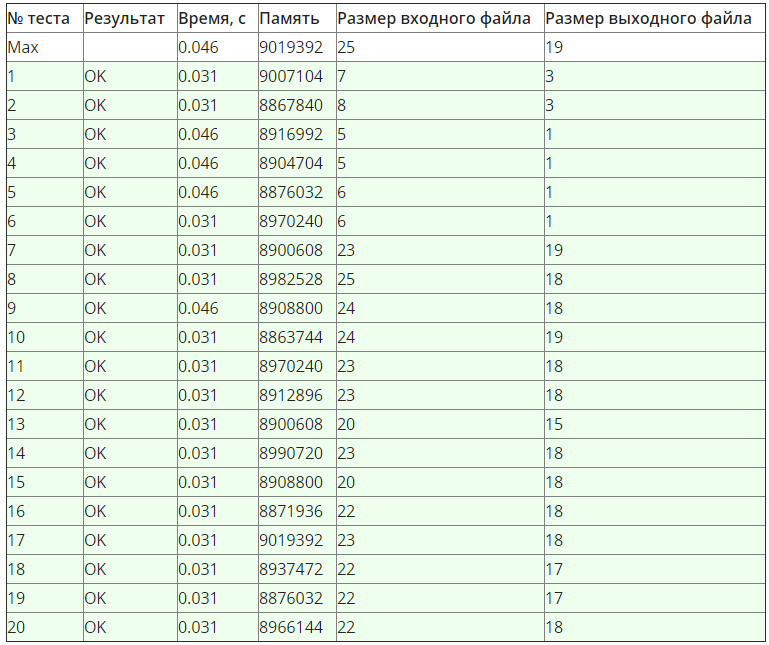 № теста Результат Время, с Память Размер входного файла Размер выходного файла
Max 0.046 9019392 25 19
1 OK 0.031 9007104 7 3
2 OK 0.031 8867840 8 3
3 OK 0.046 8916992 5 1
4 OK 0.046 8904704 5 1
5 OK 0.046 8876032 6 1
6 OK 0.031 8970240 6 1
7 OK 0.031 8900608 23 19
8 OK 0.031 8982528 25 18
9 OK 0.046 8908800 24 18
10 OK 0.031 8863744 24 19
11 OK 0.031 8970240 23 18
12 OK 0.031 8912896 23 18
13 OK 0.031 8900608 20 15
14 OK 0.031 8990720 23 18
15 OK 0.031 8908800 20 18
16 OK 0.031 8871936 22 18
17 OK 0.031 9019392 23 18
18 OK 0.031 8937472 22 17
19 OK 0.031 8876032 22 17
20 OK 0.031 8966144 22 18